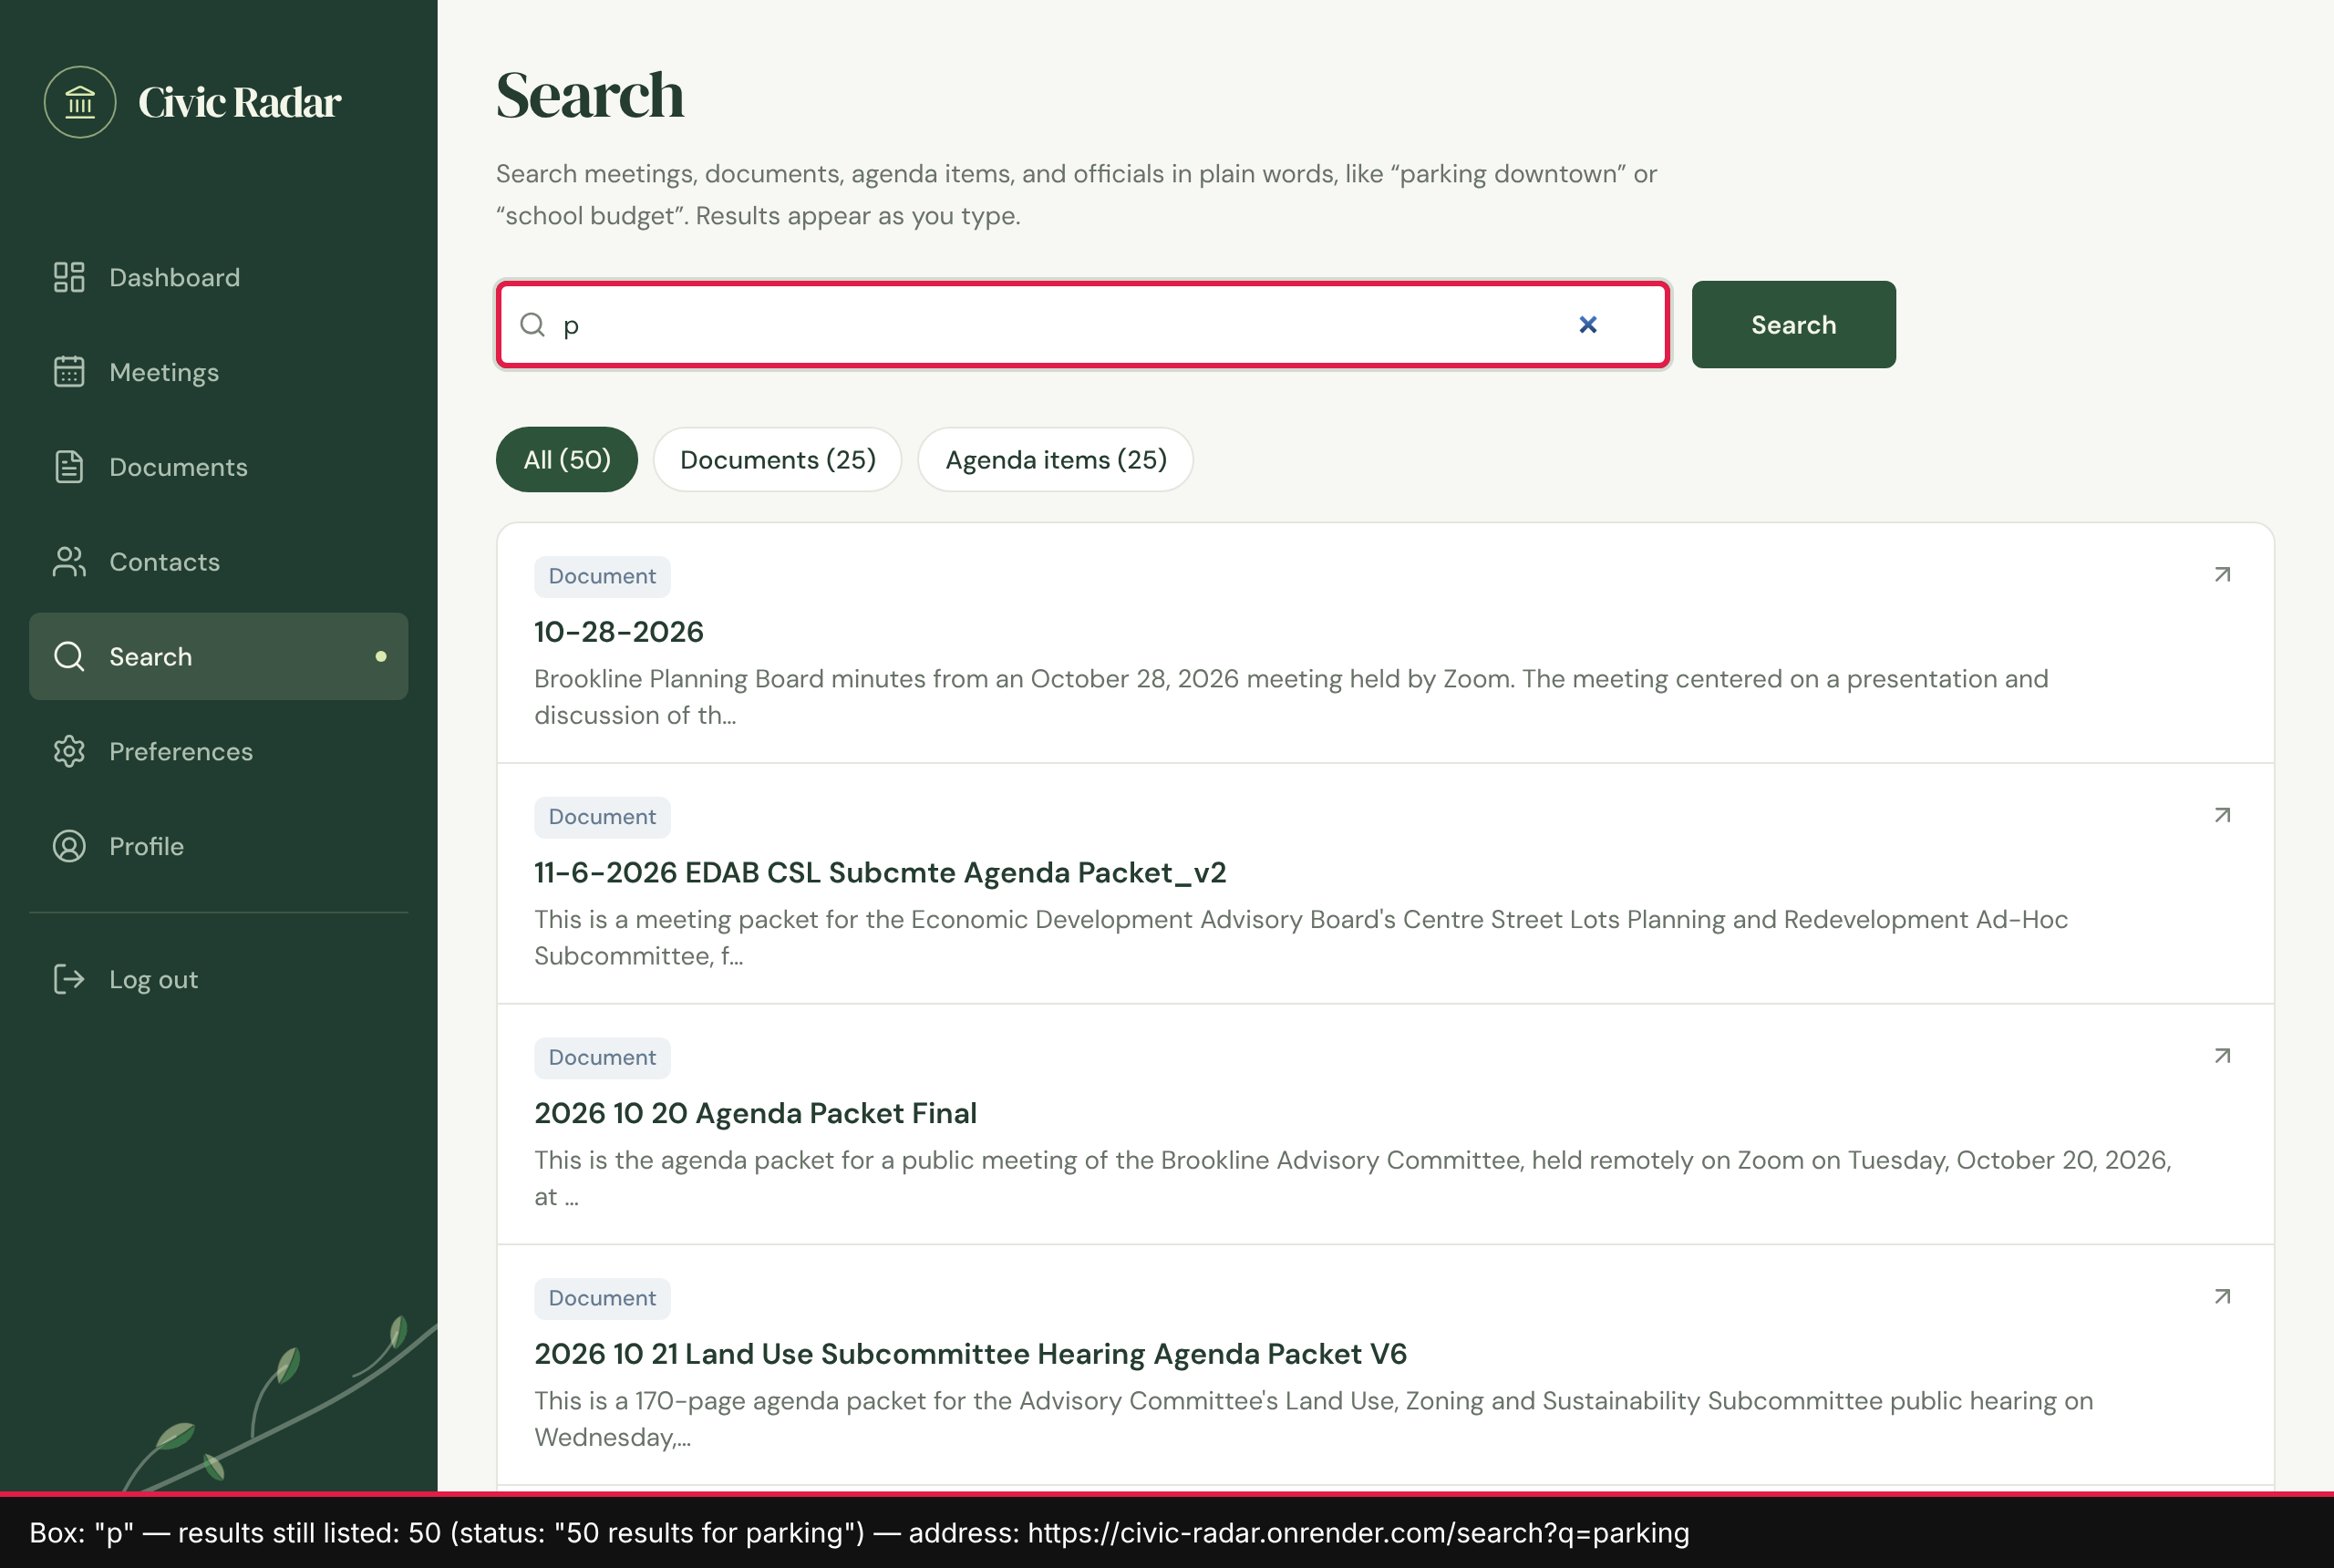 Civic Radar
Dashboard
Meetings
Documents
Contacts
Search
Preferences
Profile
Log out
Search
Search meetings, documents, agenda items, and officials in plain words, like “parking downtown” or
“school budget”. Results appear as you type.
p
Search
All (50)
Documents (25)
Agenda items (25)
Document
10-28-2026
Brookline Planning Board minutes from an October 28, 2026 meeting held by Zoom. The meeting centered on a presentation and
discussion of th...
Document
11-6-2026 EDAB CSL Subcmte Agenda Packet_v2
This is a meeting packet for the Economic Development Advisory Board's Centre Street Lots Planning and Redevelopment Ad-Hoc
Subcommittee, f...
Document
2026 10 20 Agenda Packet Final
This is the agenda packet for a public meeting of the Brookline Advisory Committee, held remotely on Zoom on Tuesday, October 20, 2026,
at ...
Document
2026 10 21 Land Use Subcommittee Hearing Agenda Packet V6
This is a 170-page agenda packet for the Advisory Committee's Land Use, Zoning and Sustainability Subcommittee public hearing on
Wednesday,...
Box: "p" — results still listed: 50 (status: "50 results for parking") — address: https://civic-radar.onrender.com/search?q=parking